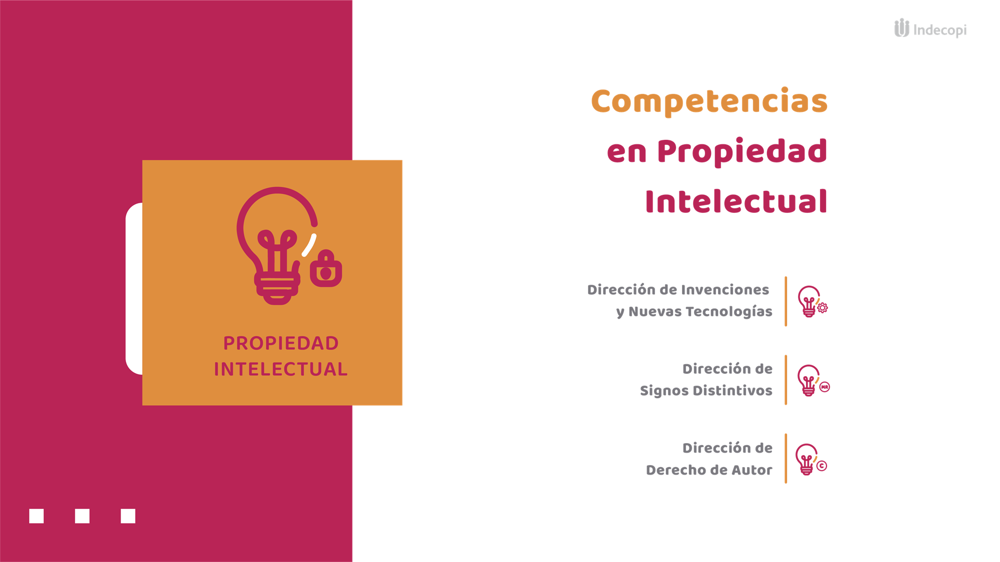 Indecopi
Competencias
en Propiedad
Intelectual
PROPIEDAD
INTELECTUAL
Dirección de Invenciones
y Nuevas Tecnologías
Dirección de
Signos Distintivos
MR
Dirección de
Derecho de Autor
C